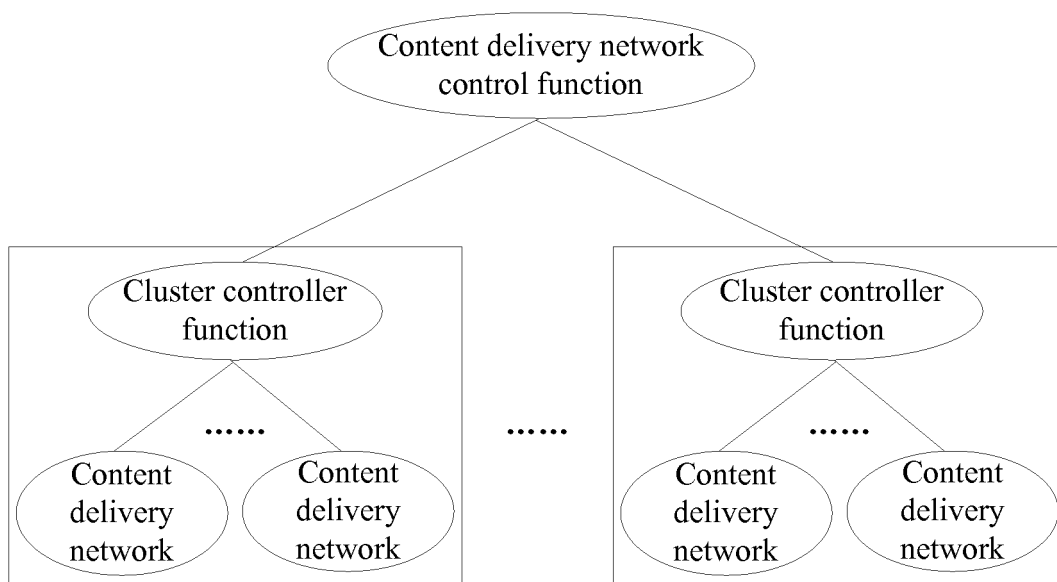 Content delivery network
control function
Cluster controller
function
Cluster controller
function
……
……
……
Content
delivery
network
Content
delivery
network
Content
delivery
network
Content
delivery
network